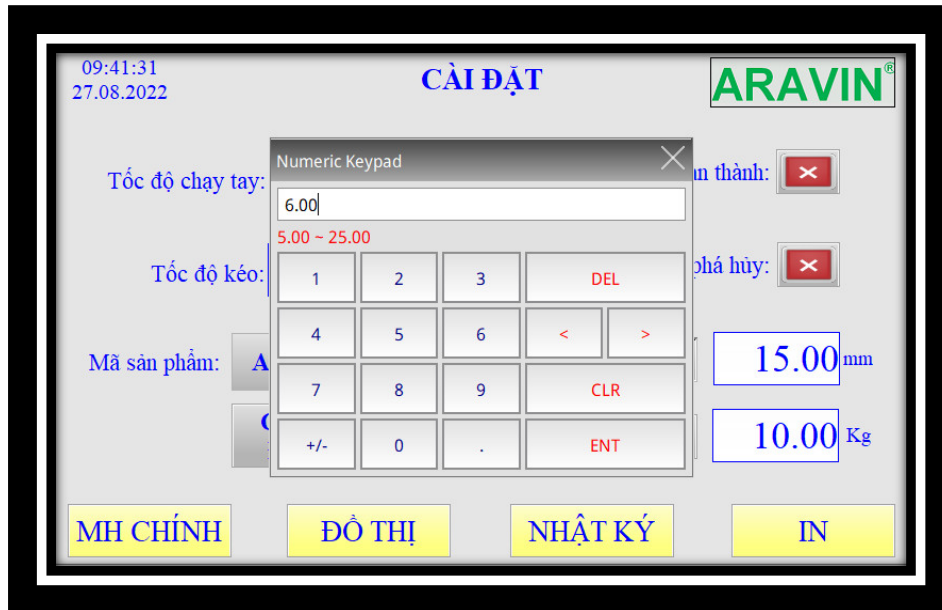 09:41:31
27.08.2022
CÀI ĐẶT
ARAVIN®
Numeric Keypad
Tốc độ chạy tay:
thành:
6.00
5.00 ~ 25.00
Tốc độ kéo:
phá hủy:
1 2 3 DEL
4 5 6 < >
Mã sản phẩm: A
15.00 mm
7 8 9 CLR
+/- 0 . ENT
10.00 Kg
MH CHÍNH
ĐỒ THỊ
NHẬT KÝ
IN